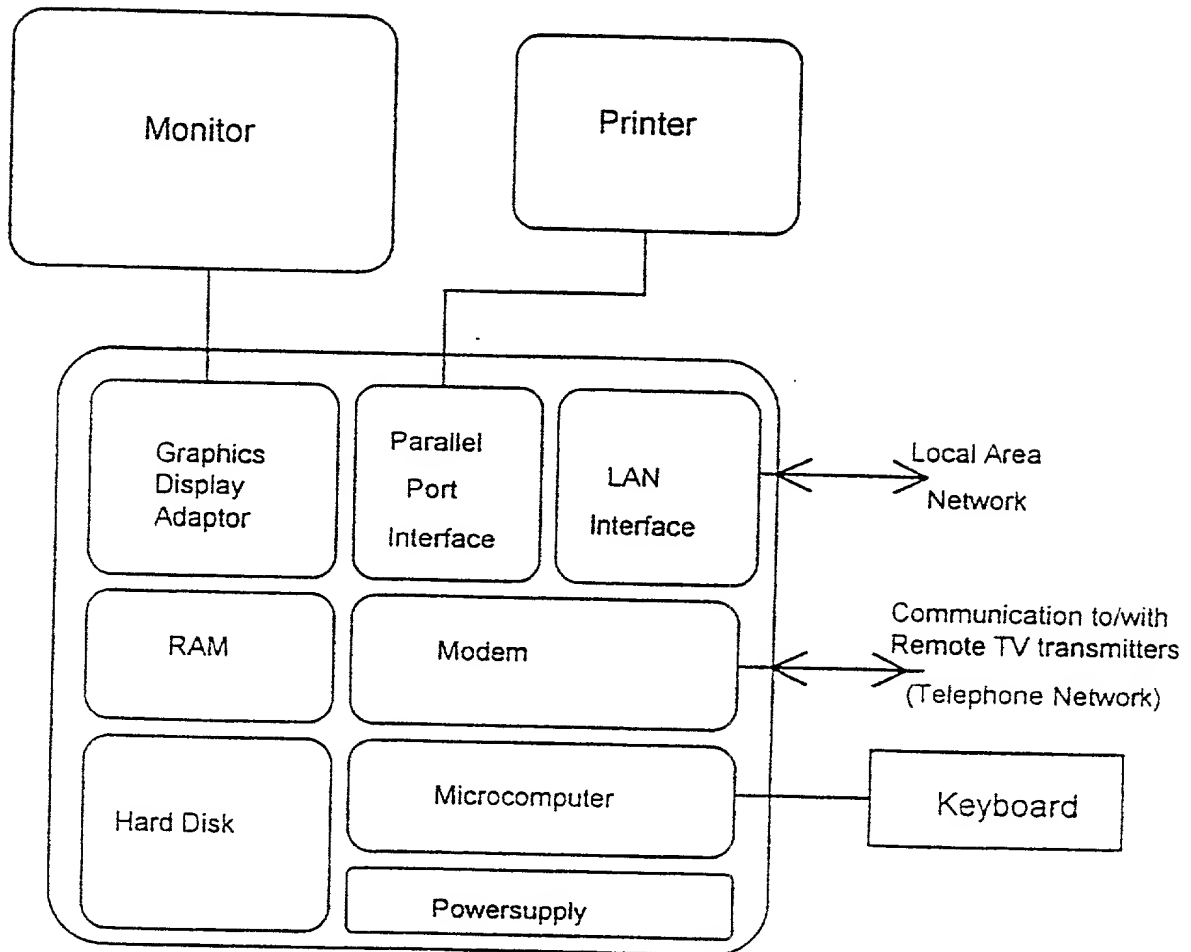 Monitor
Printer
Graphics
Display
Adaptor
Parallel
Port
Interface
LAN
Interface
Local Area
Network
RAM
Modem
Communication to/with
Remote TV transmitters
(Telephone Network)
Hard Disk
Microcomputer
Keyboard
Powersupply